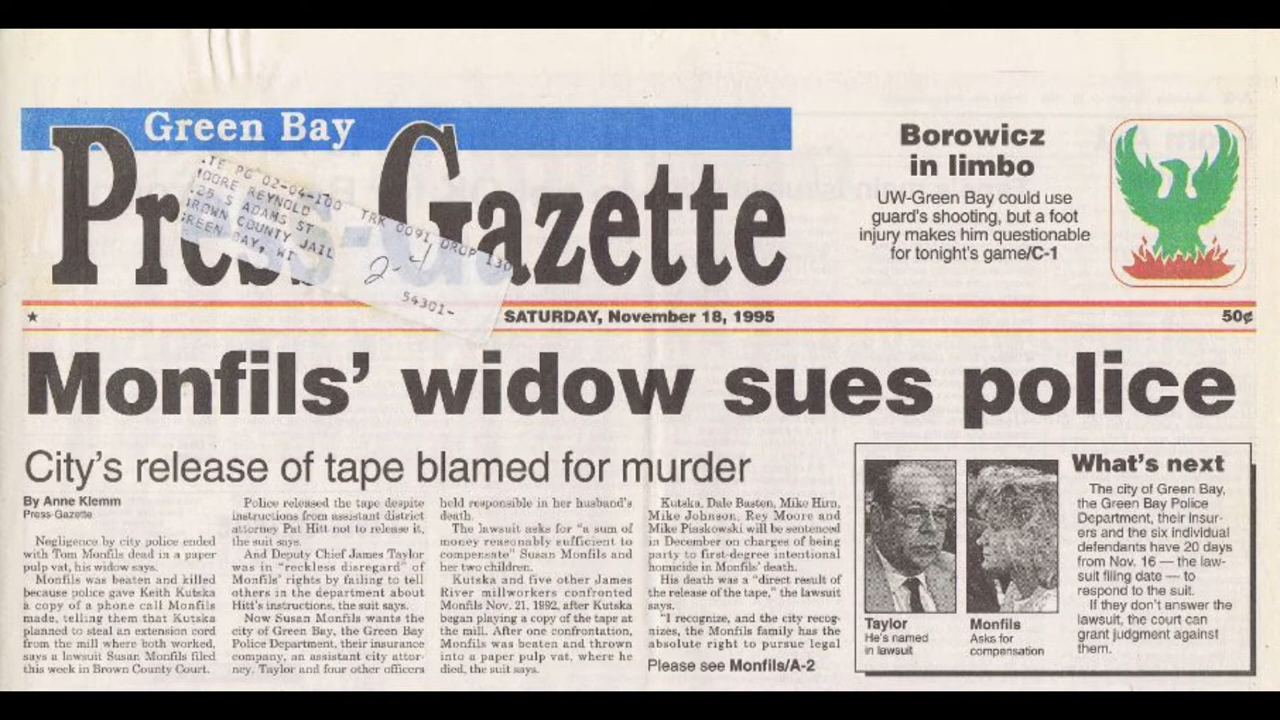 Green Bay
Press-Gazette
TE PG 02-04-100 TRK 0091 DROP 130
MOORE REYNOLD
25 S ADAMS ST
BROWN COUNTY JAIL
GREEN BAY, WI
2-4
54301-
Borowicz
in limbo
UW-Green Bay could use
guard's shooting, but a foot
injury makes him questionable
for tonight's game/C-1
★
SATURDAY, November 18, 1995
50¢
Monfils' widow sues police
City's release of tape blamed for murder
By Anne Klemm
Press-Gazette
Negligence by city police ended
with Tom Monfils dead in a paper
pulp vat, his widow says.
Monfils was beaten and killed
because police gave Keith Kutska
a copy of a phone call Monfils
made, telling them that Kutska
planned to steal an extension cord
from the mill where both worked,
says a lawsuit Susan Monfils filed
this week in Brown County Court.
Police released the tape despite
instructions from assistant district
attorney Pat Hitt not to release it,
the suit says.
And Deputy Chief James Taylor
was in "reckless disregard" of
Monfils' rights by failing to tell
others in the department about
Hitt's instructions, the suit says.
Now Susan Monfils wants the
city of Green Bay, the Green Bay
Police Department, their insurance
company, an assistant city attor-
ney, Taylor and four other officers
held responsible in her husband's
death.
The lawsuit asks for "a sum of
money reasonably sufficient to
compensate" Susan Monfils and
her two children.
Kutska and five other James
River millworkers confronted
Monfils Nov. 21, 1992, after Kutska
began playing a copy of the tape at
the mill. After one confrontation,
Monfils was beaten and thrown
into a paper pulp vat, where he
died, the suit says.
Kutska, Dale Basten, Mike Hirn,
Mike Johnson, Rey Moore and
Mike Piaskowski will be sentenced
in December on charges of being
party to first-degree intentional
homicide in Monfils' death.
His death was a "direct result of
the release of the tape," the lawsuit
says.
"I recognize, and the city recog-
nizes, the Monfils family has the
absolute right to pursue legal
Please see Monfils/A-2
Taylor
He's named
in lawsuit
Monfils
Asks for
compensation
What's next
The city of Green Bay,
the Green Bay Police
Department, their insur-
ers and the six individual
defendants have 20 days
from Nov. 16 — the law-
suit filing date — to
respond to the suit.
If they don't answer the
lawsuit, the court can
grant judgment against
them.